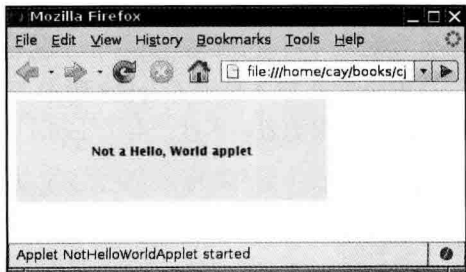 Mozilla Firefox
File Edit View History Bookmarks Tools Help
file:///home/cay/books/cj
Not a Hello, World applet
Applet NotHelloWorldApplet started